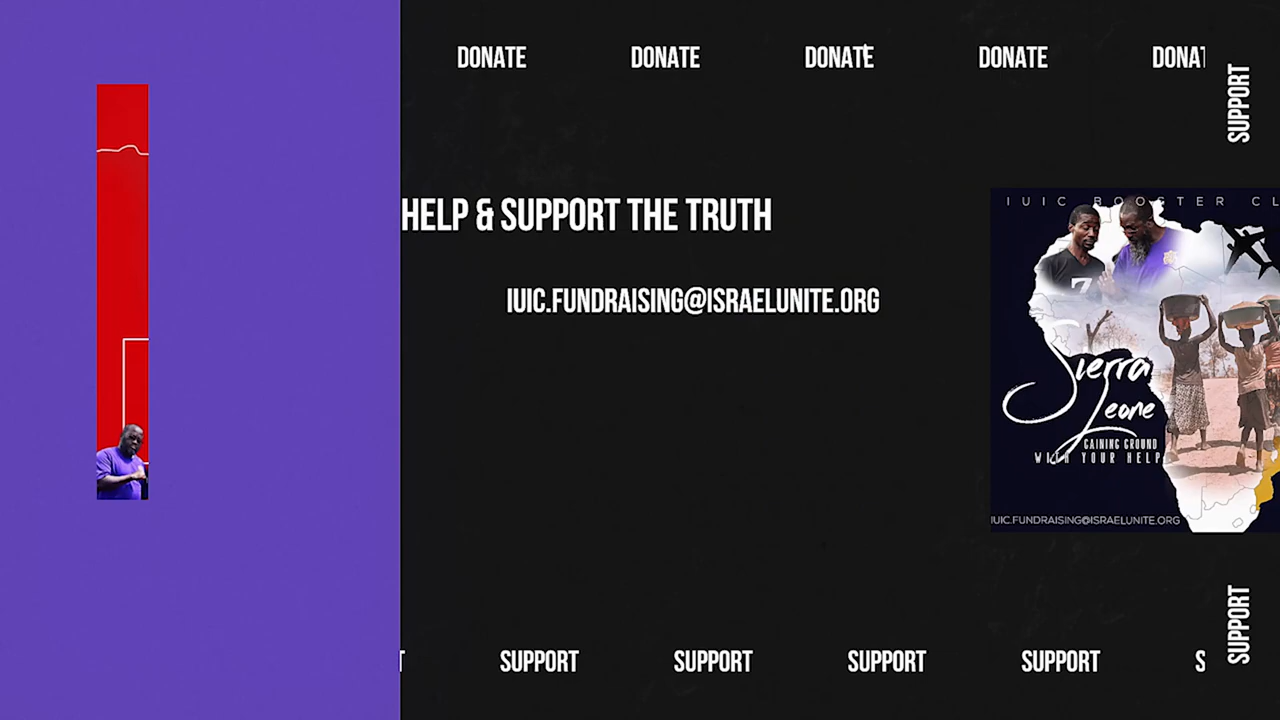 DONATE DONATE DONATE DONATE DONAT
SUPPORT
HELP & SUPPORT THE TRUTH
IUIC.FUNDRAISING@ISRAELUNITE.ORG
IUIC BOOSTER CL
7
Sierra
Leone
GAINING GROUND
WITH YOUR HELP
IUIC.FUNDRAISING@ISRAELUNITE.ORG
SUPPORT
T SUPPORT SUPPORT SUPPORT SUPPORT S